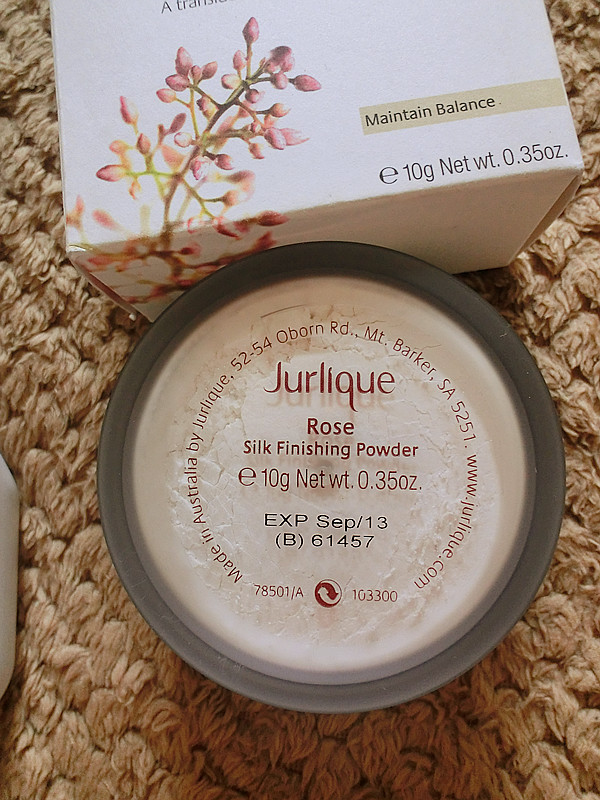 A
Maintain Balance
℮ 10g Net wt. 0.35oz.
Made in Australia by Jurlique, 52-54 Oborn Rd., Mt. Barker, SA 5251. www.jurlique.com
Jurlique
Rose
Silk Finishing Powder
℮ 10g Net wt. 0.35oz.
EXP Sep/13
(B) 61457
78501/A 103300